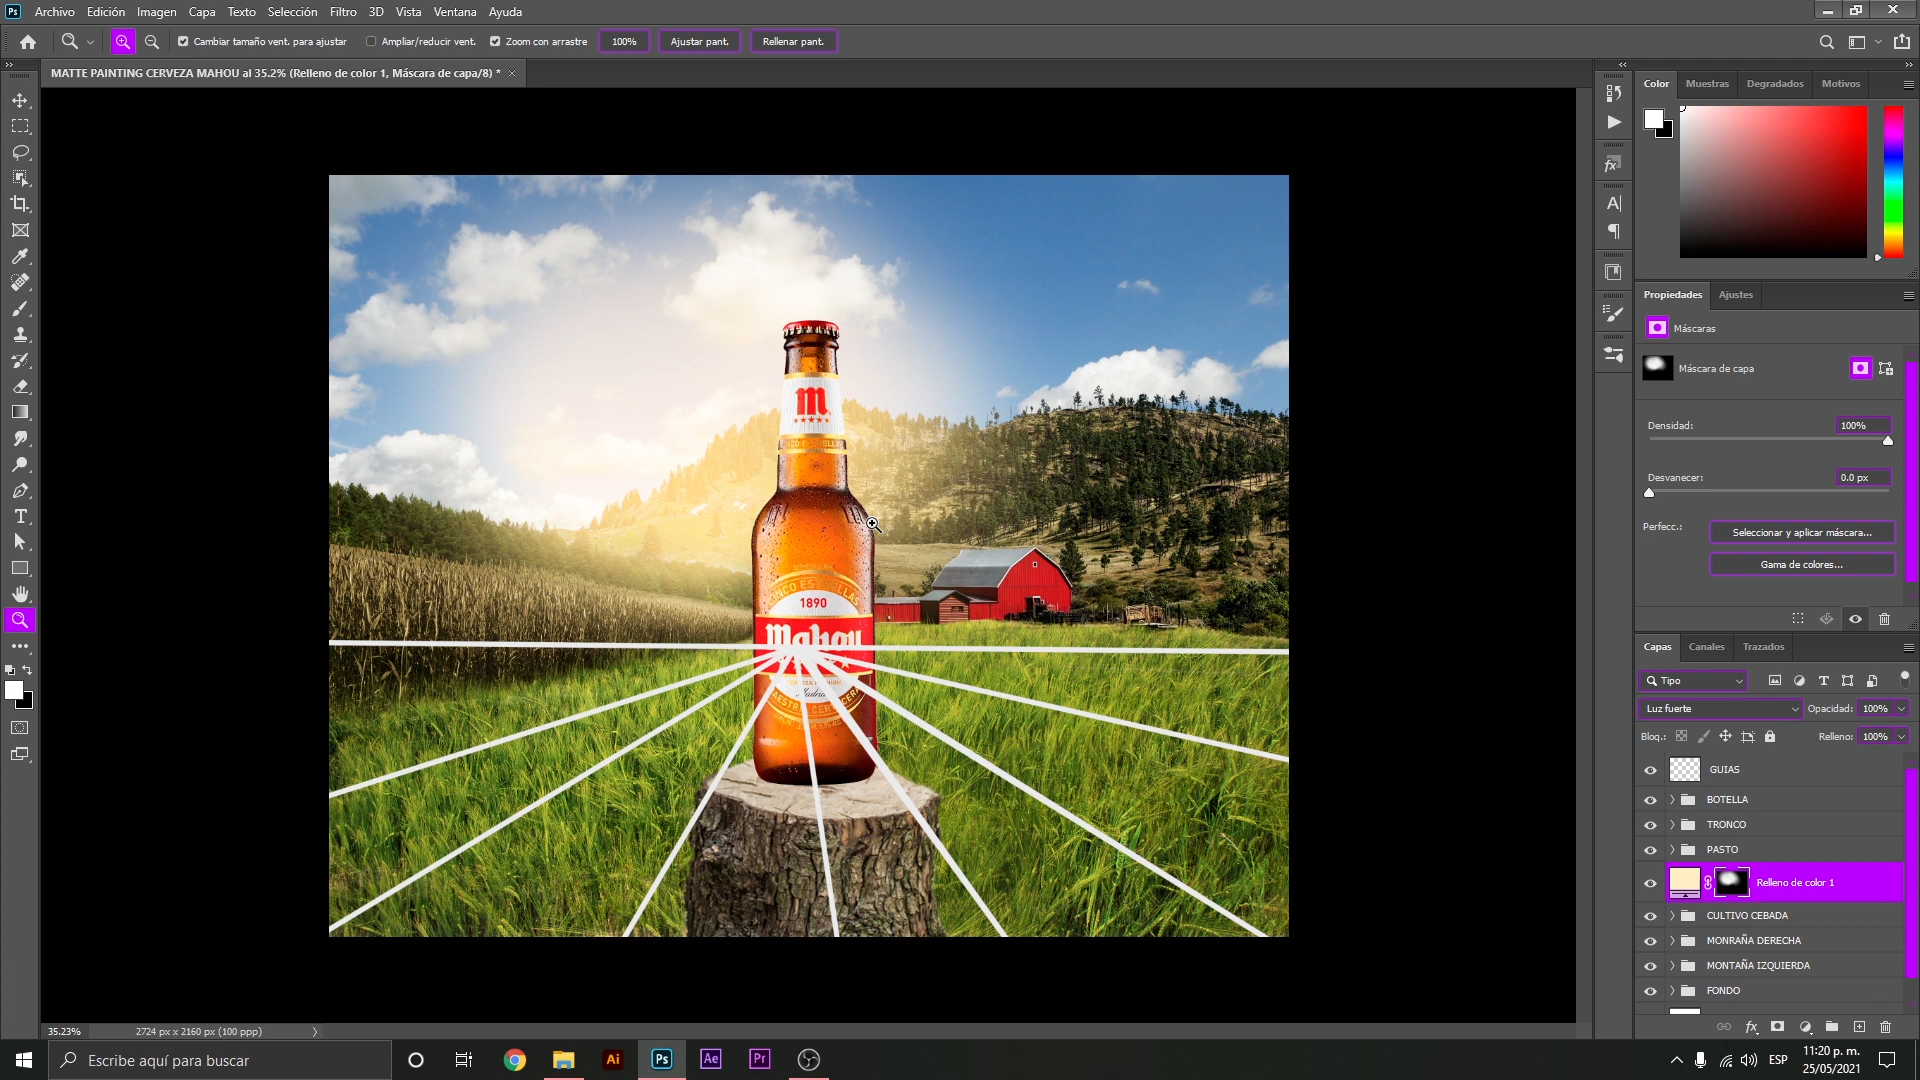 Ps Archivo Edición Imagen Capa Texto Selección Filtro 3D Vista Ventana Ayuda
Cambiar tamaño vent. para ajustar Ampliar/reducir vent. Zoom con arrastre 100% Ajustar pant. Rellenar pant.
MATTE PAINTING CERVEZA MAHOU al 35.2% (Relleno de color 1, Máscara de capa/8) * ×
Color Muestras Degradados Motivos
Propiedades Ajustes
Máscaras
Máscara de capa
Densidad: 100%
Desvanecer: 0.0 px
Perfecc.: Seleccionar y aplicar máscara...
Gama de colores...
m
1890
Mahou
Madrid
Capas Canales Trazados
Tipo
Luz fuerte Opacidad: 100%
Bloq.: Relleno: 100%
GUIAS
BOTELLA
TRONCO
PASTO
Relleno de color 1
CULTIVO CEBADA
MONRAÑA DERECHA
MONTAÑA IZQUIERDA
FONDO
35.23% 2724 px x 2160 px (100 ppp)
Escribe aquí para buscar
Ai Ps Ae Pr
ESP
11:20 p. m.
25/05/2021